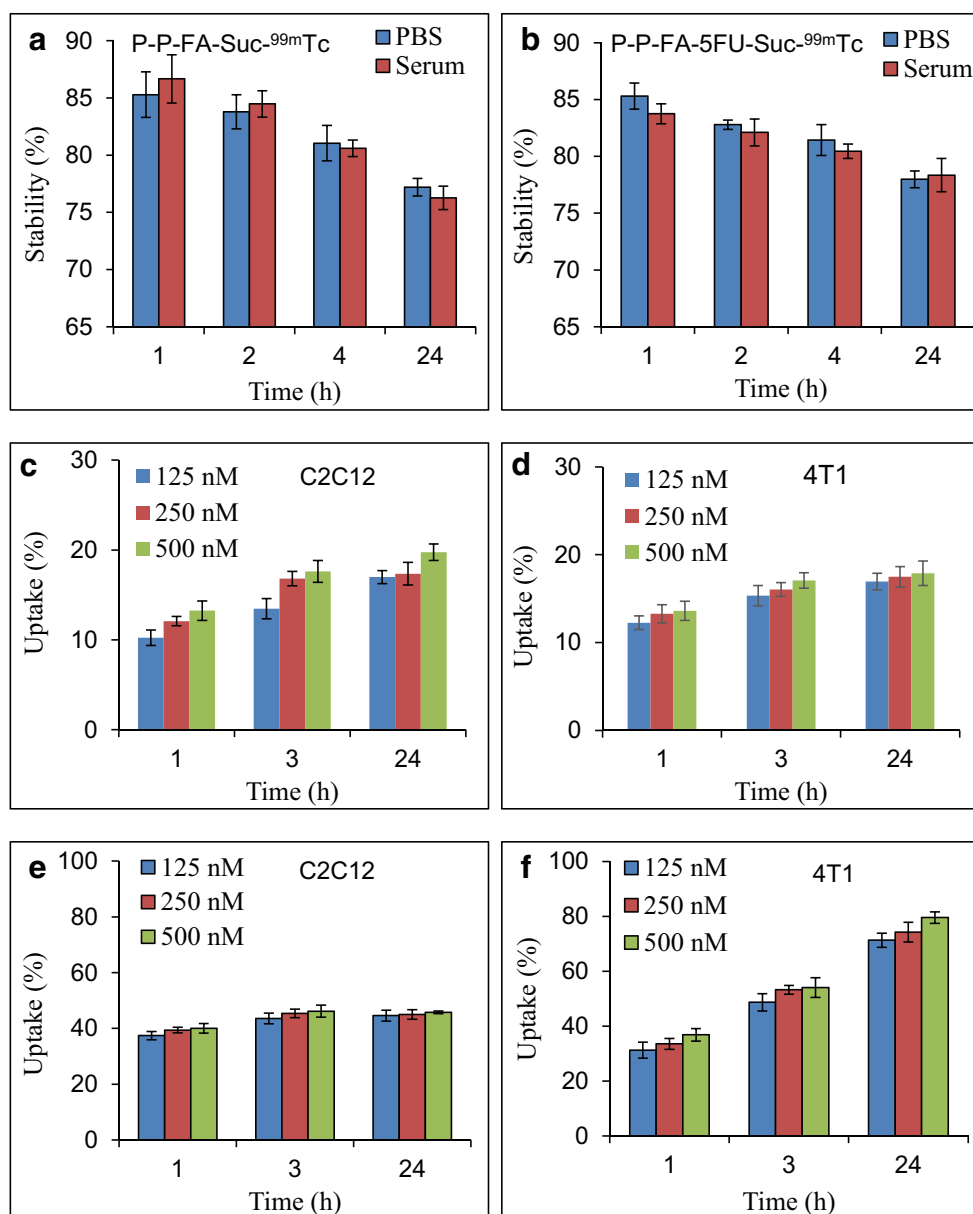 a
P-P-FA-Suc-99mTc
PBS
Serum
90
85
80
75
70
65
Stability (%)
1 2 4 24
Time (h)
b
P-P-FA-5FU-Suc-99mTc
PBS
Serum
90
85
80
75
70
65
Stability (%)
1 2 4 24
Time (h)
c
C2C12
125 nM
250 nM
500 nM
30
20
10
0
Uptake (%)
1 3 24
Time (h)
d
4T1
125 nM
250 nM
500 nM
30
20
10
0
Uptake (%)
1 3 24
Time (h)
e
C2C12
125 nM
250 nM
500 nM
100
80
60
40
20
0
Uptake (%)
1 3 24
Time (h)
f
4T1
125 nM
250 nM
500 nM
100
80
60
40
20
0
Uptake (%)
1 3 24
Time (h)